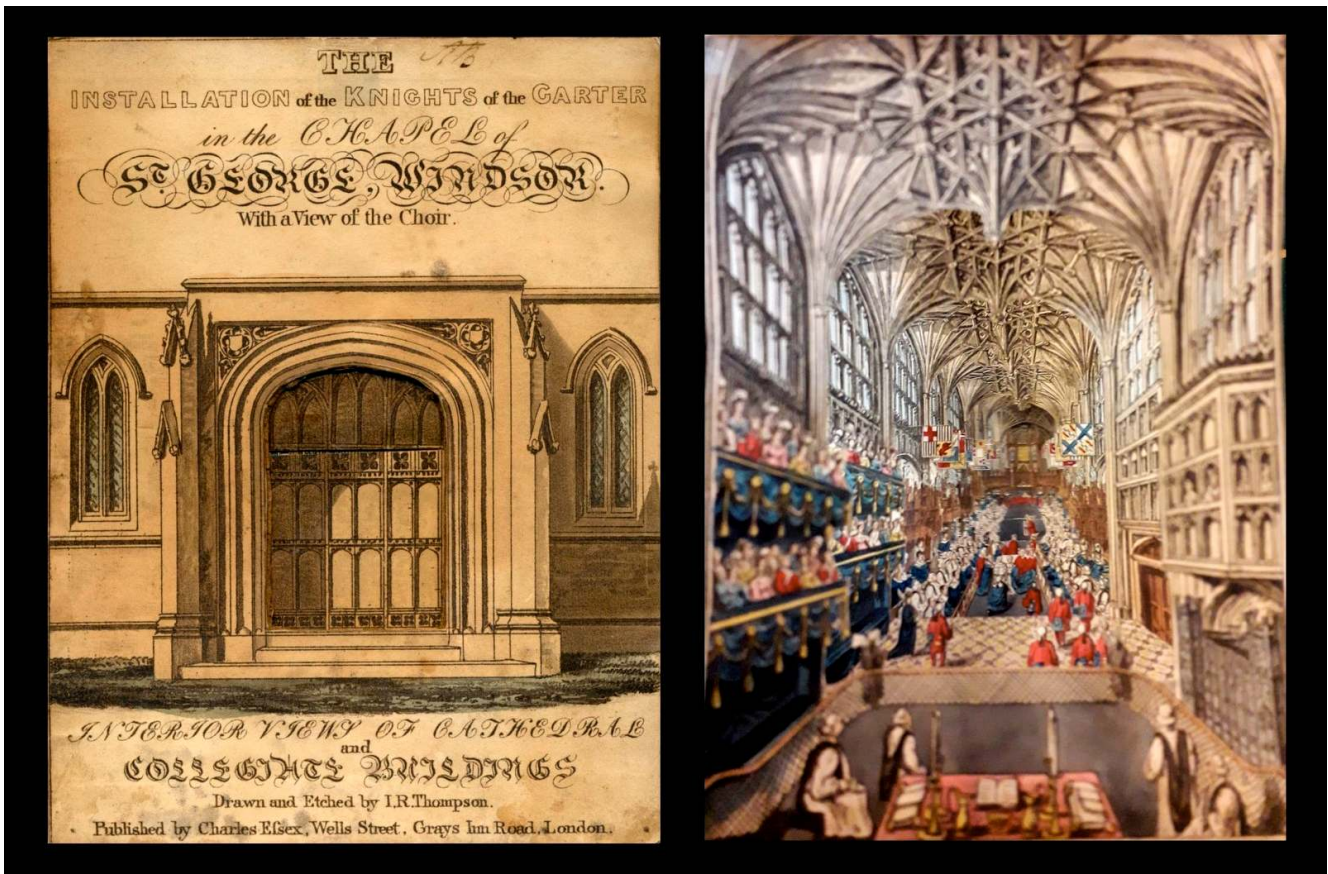 THE
INSTALLATION of the KNIGHTS of the GARTER
in the CHAPEL of
ST. GEORGE, WINDSOR.
With a View of the Choir.
INTERIOR VIEWS OF CATHEDRAL
and
COLLEGIATE BUILDINGS
Drawn and Etched by I.R.Thompson.
Published by Charles Eſsex, Wells Street, Grays Inn Road, London.